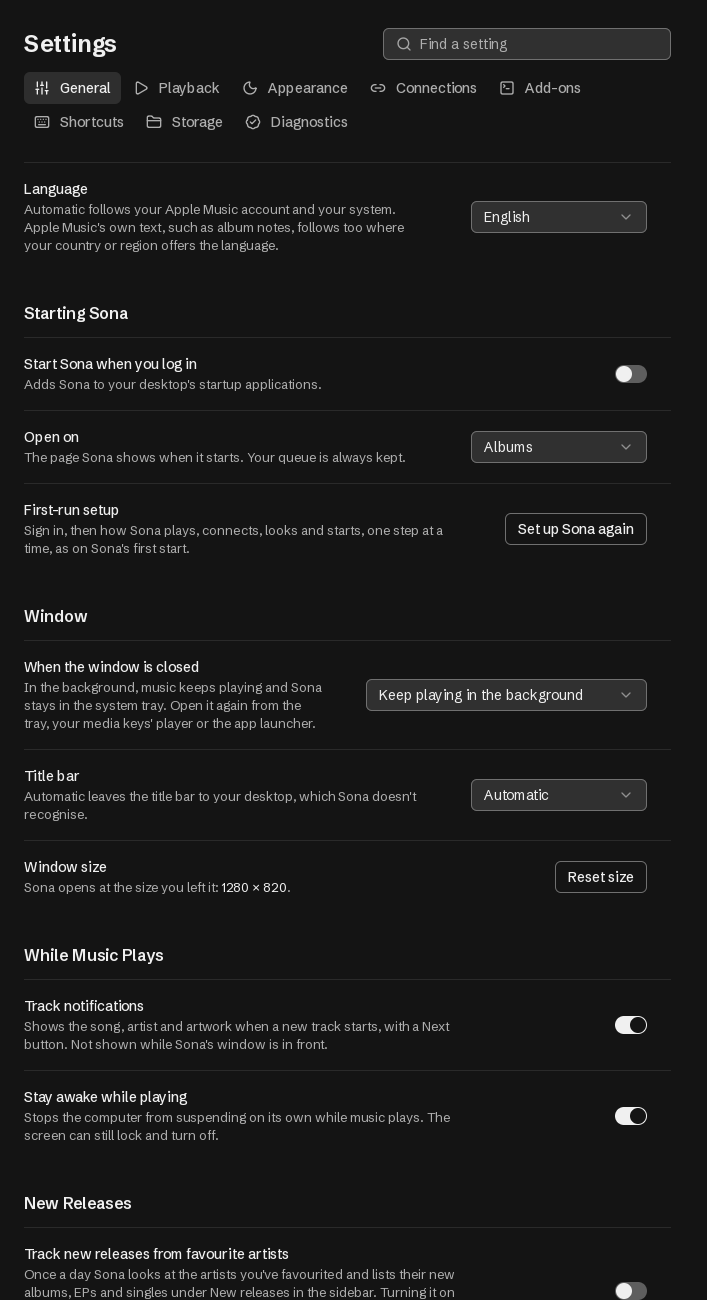 Settings
Find a setting
General
Playback
Appearance
Connections
Add-ons
Shortcuts
Storage
Diagnostics
Language
Automatic follows your Apple Music account and your system.
Apple Music's own text, such as album notes, follows too where
your country or region offers the language.
English
Starting Sona
Start Sona when you log in
Adds Sona to your desktop's startup applications.
Open on
The page Sona shows when it starts. Your queue is always kept.
Albums
First-run setup
Sign in, then how Sona plays, connects, looks and starts, one step at a
time, as on Sona's first start.
Set up Sona again
Window
When the window is closed
In the background, music keeps playing and Sona
stays in the system tray. Open it again from the
tray, your media keys' player or the app launcher.
Keep playing in the background
Title bar
Automatic leaves the title bar to your desktop, which Sona doesn't
recognise.
Automatic
Window size
Sona opens at the size you left it: 1280 × 820.
Reset size
While Music Plays
Track notifications
Shows the song, artist and artwork when a new track starts, with a Next
button. Not shown while Sona's window is in front.
Stay awake while playing
Stops the computer from suspending on its own while music plays. The
screen can still lock and turn off.
New Releases
Track new releases from favourite artists
Once a day Sona looks at the artists you've favourited and lists their new
albums, EPs and singles under New releases in the sidebar. Turning it on